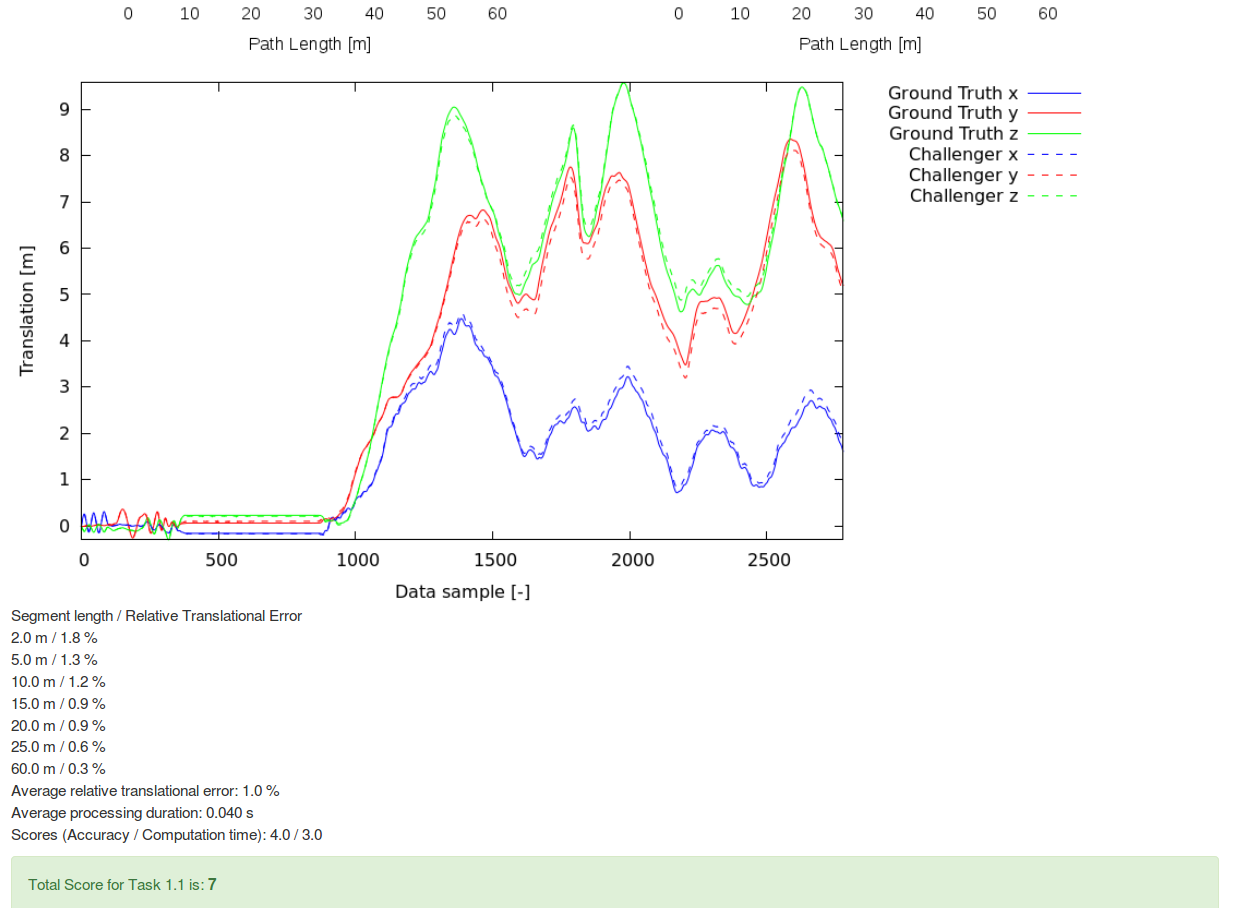 0 10 20 30 40 50 60 0 10 20 30 40 50 60
Path Length [m] Path Length [m]
9
8
7
6
5
4
3
2
1
0
Translation [m]
0 500 1000 1500 2000 2500
Data sample [-]
Ground Truth x
Ground Truth y
Ground Truth z
Challenger x
Challenger y
Challenger z
Segment length / Relative Translational Error
2.0 m / 1.8 %
5.0 m / 1.3 %
10.0 m / 1.2 %
15.0 m / 0.9 %
20.0 m / 0.9 %
25.0 m / 0.6 %
60.0 m / 0.3 %
Average relative translational error: 1.0 %
Average processing duration: 0.040 s
Scores (Accuracy / Computation time): 4.0 / 3.0
Total Score for Task 1.1 is: 7